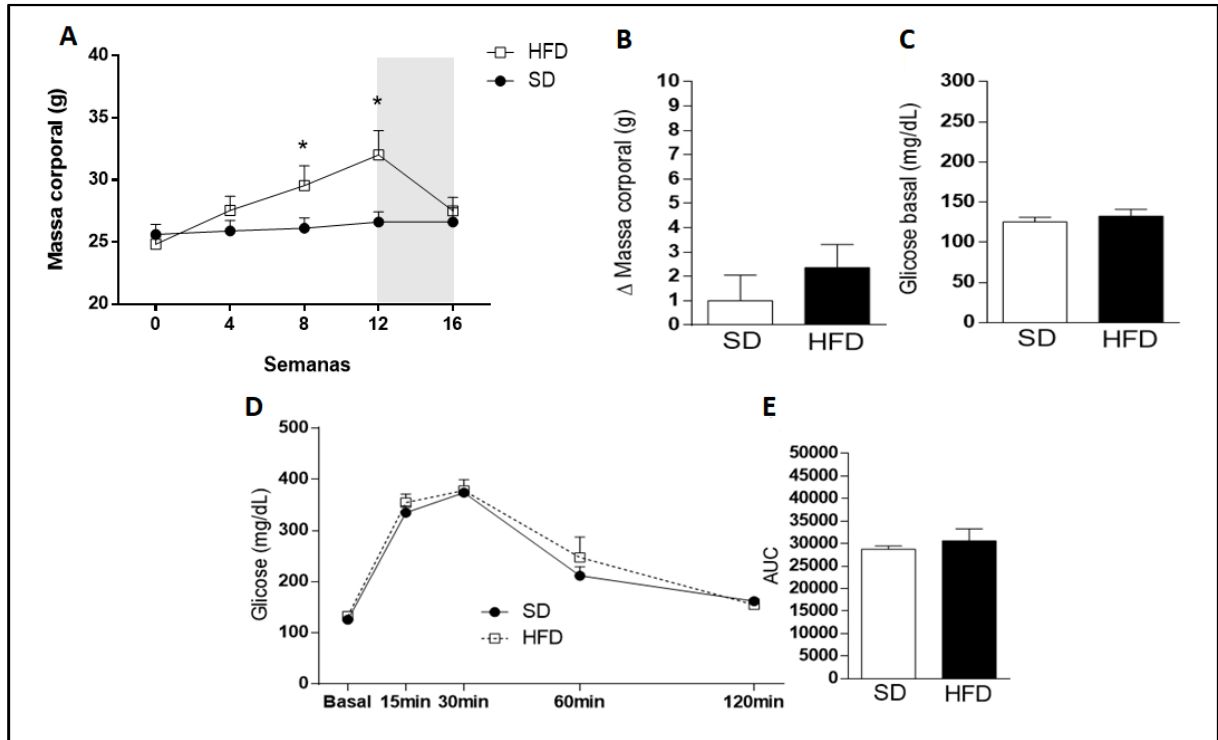 A
Massa corporal (g)
40
35
30
25
20
* *
0 4 8 12 16
Semanas
HFD
SD
B
Δ Massa corporal (g)
10
9
8
7
6
5
4
3
2
1
0
SD HFD
C
Glicose basal (mg/dL)
300
250
200
150
100
50
0
SD HFD
D
Glicose (mg/dL)
500
400
300
200
100
0
SD
HFD
Basal 15min 30min 60min 120min
E
AUC
50000
45000
40000
35000
30000
25000
20000
15000
10000
5000
0
SD HFD